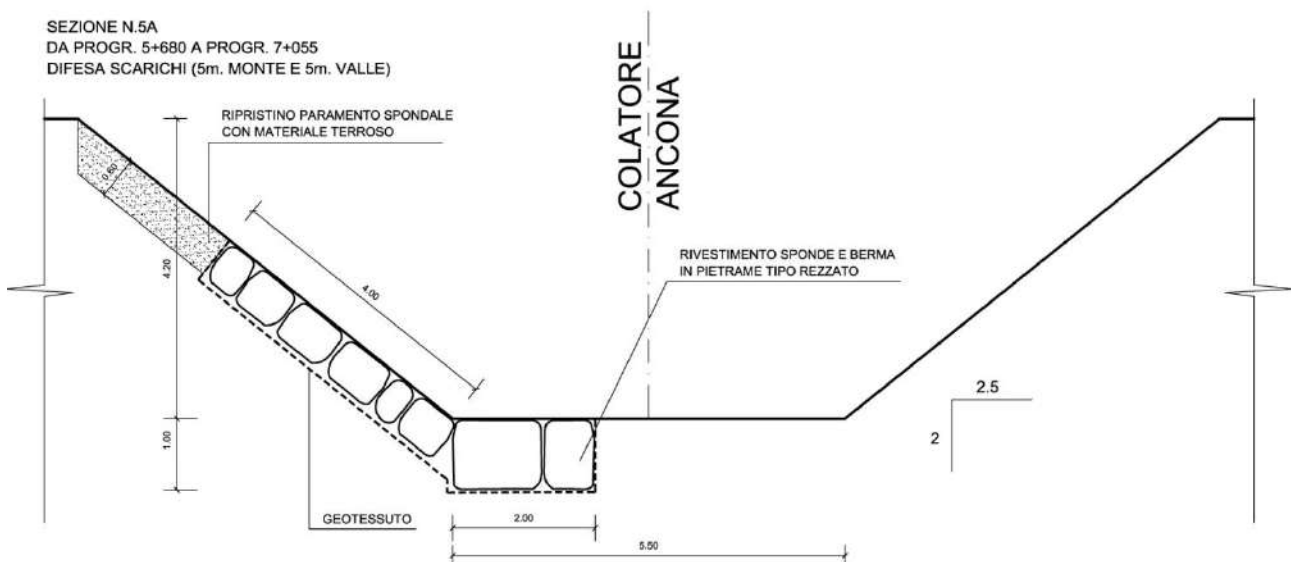 SEZIONE N.5A
DA PROGR. 5+680 A PROGR. 7+055
DIFESA SCARICHI (5m. MONTE E 5m. VALLE)
RIPRISTINO PARAMENTO SPONDALE
CON MATERIALE TERROSO
COLATORE
ANCONA
0.60
4.20
4.00
RIVESTIMENTO SPONDE E BERMA
IN PIETRAME TIPO REZZATO
2.5
2
1.00
GEOTESSUTO
2.00
5.50